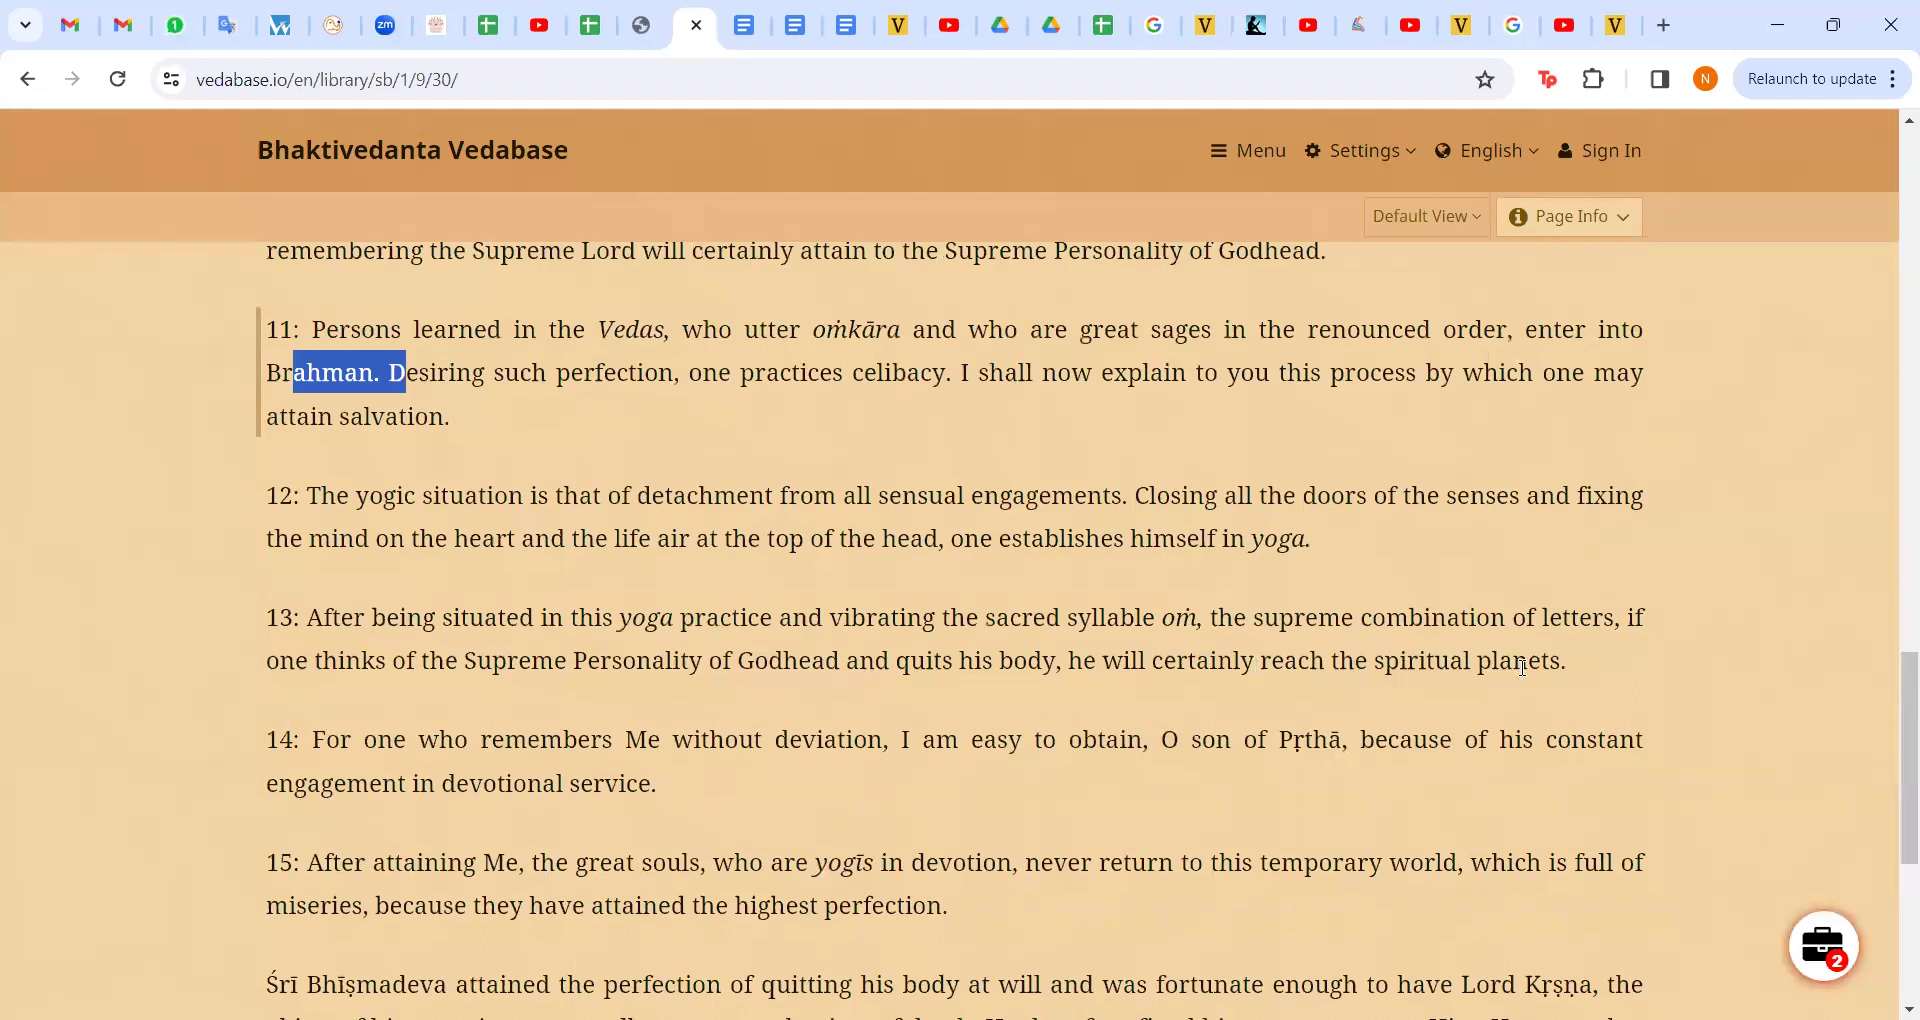 vedabase.io/en/library/sb/1/9/30/
Relaunch to update
Bhaktivedanta Vedabase
Menu Settings English Sign In
Default View Page Info
remembering the Supreme Lord will certainly attain to the Supreme Personality of Godhead.
11: Persons learned in the Vedas, who utter oṁkāra and who are great sages in the renounced order, enter into
Brahman. Desiring such perfection, one practices celibacy. I shall now explain to you this process by which one may
attain salvation.
12: The yogic situation is that of detachment from all sensual engagements. Closing all the doors of the senses and fixing
the mind on the heart and the life air at the top of the head, one establishes himself in yoga.
13: After being situated in this yoga practice and vibrating the sacred syllable oṁ, the supreme combination of letters, if
one thinks of the Supreme Personality of Godhead and quits his body, he will certainly reach the spiritual planets.
14: For one who remembers Me without deviation, I am easy to obtain, O son of Pṛthā, because of his constant
engagement in devotional service.
15: After attaining Me, the great souls, who are yogīs in devotion, never return to this temporary world, which is full of
miseries, because they have attained the highest perfection.
Śrī Bhīṣmadeva attained the perfection of quitting his body at will and was fortunate enough to have Lord Kṛṣṇa, the
2